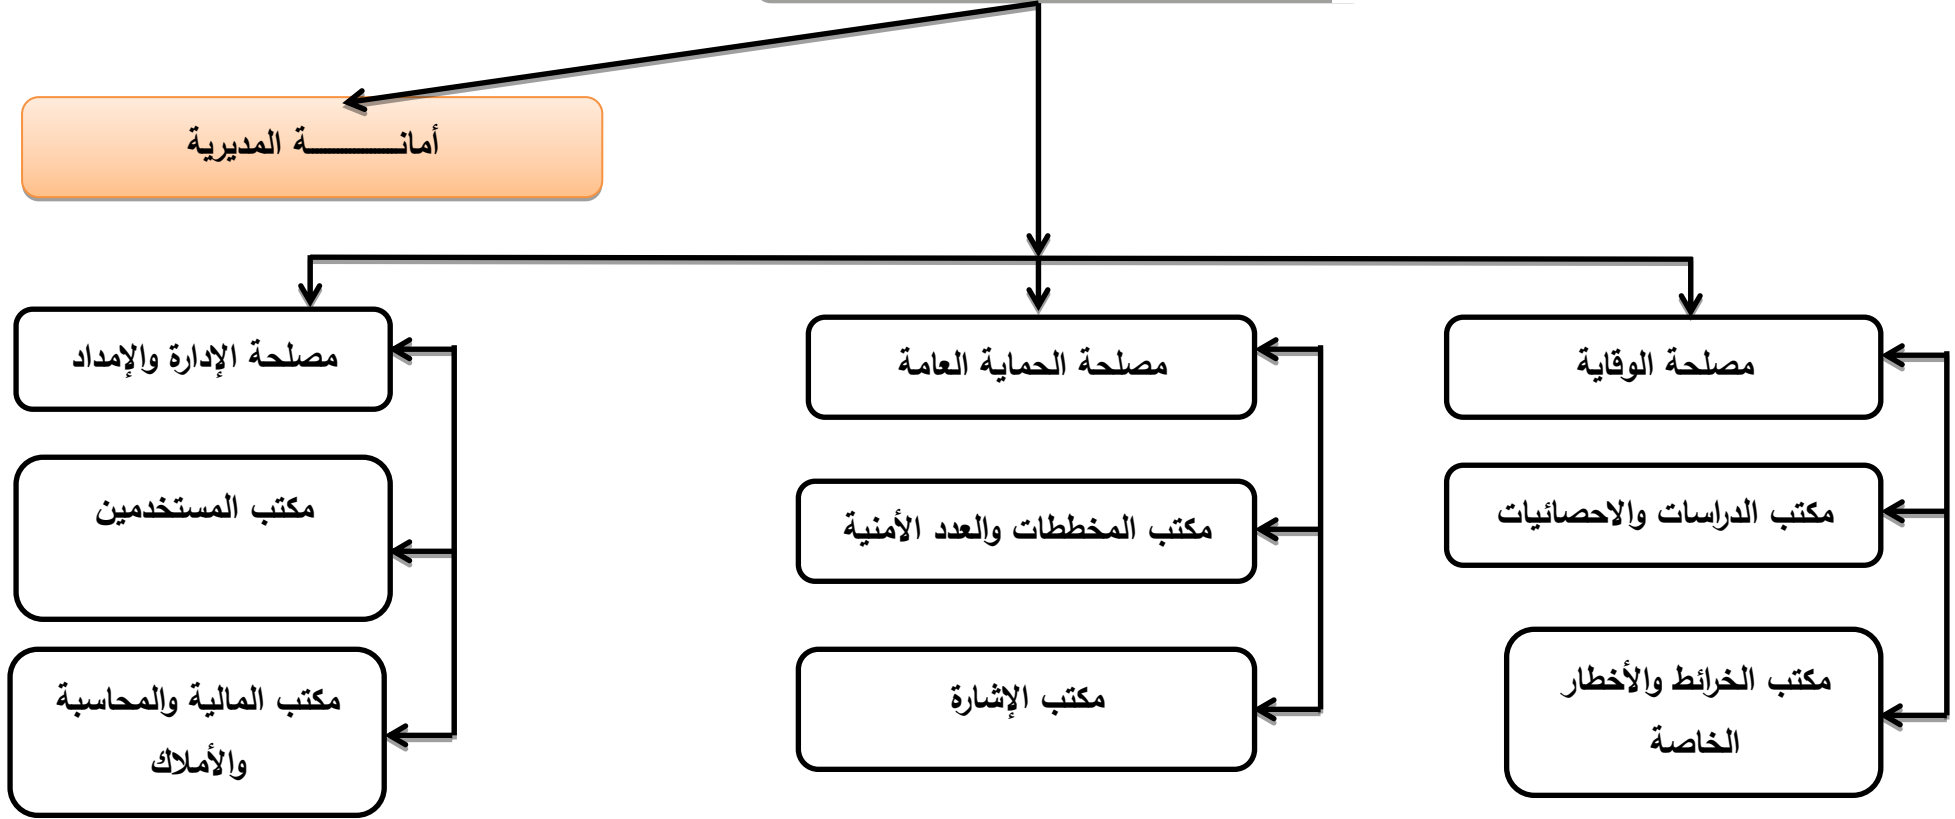 أمانـــــــــــة المديرية
مصلحة الوقاية
مصلحة الحماية العامة
مصلحة الإدارة والإمداد
مكتب الدراسات والاحصائيات
مكتب المخططات والعدد الأمنية
مكتب المستخدمين
مكتب الخرائط والأخطار
الخاصة
مكتب الإشارة
مكتب المالية والمحاسبة
والأملاك